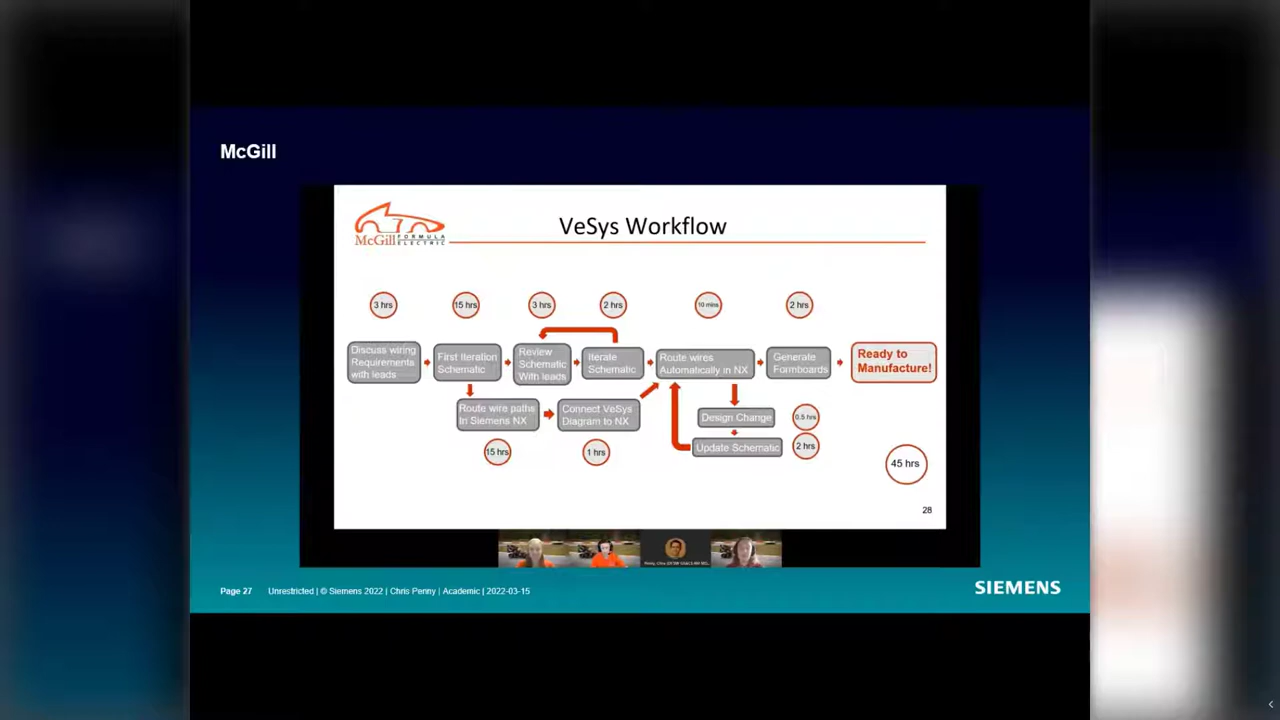 McGill
McGill FORMULA
ELECTRIC
VeSys Workflow
3 hrs
15 hrs
3 hrs
2 hrs
10 mins
2 hrs
Discuss wiring
Requirements
with leads
First Iteration
Schematic
Review
Schematic
With leads
Iterate
Schematic
Route wires
Automatically in NX
Generate
Formboards
Ready to
Manufacture!
Route wire paths
In Siemens NX
Connect VeSys
Diagram to NX
Design Change
0.5 hrs
Update Schematic
2 hrs
15 hrs
1 hrs
45 hrs
28
Page 27
Unrestricted | © Siemens 2022 | Chris Penny | Academic | 2022-03-15
SIEMENS